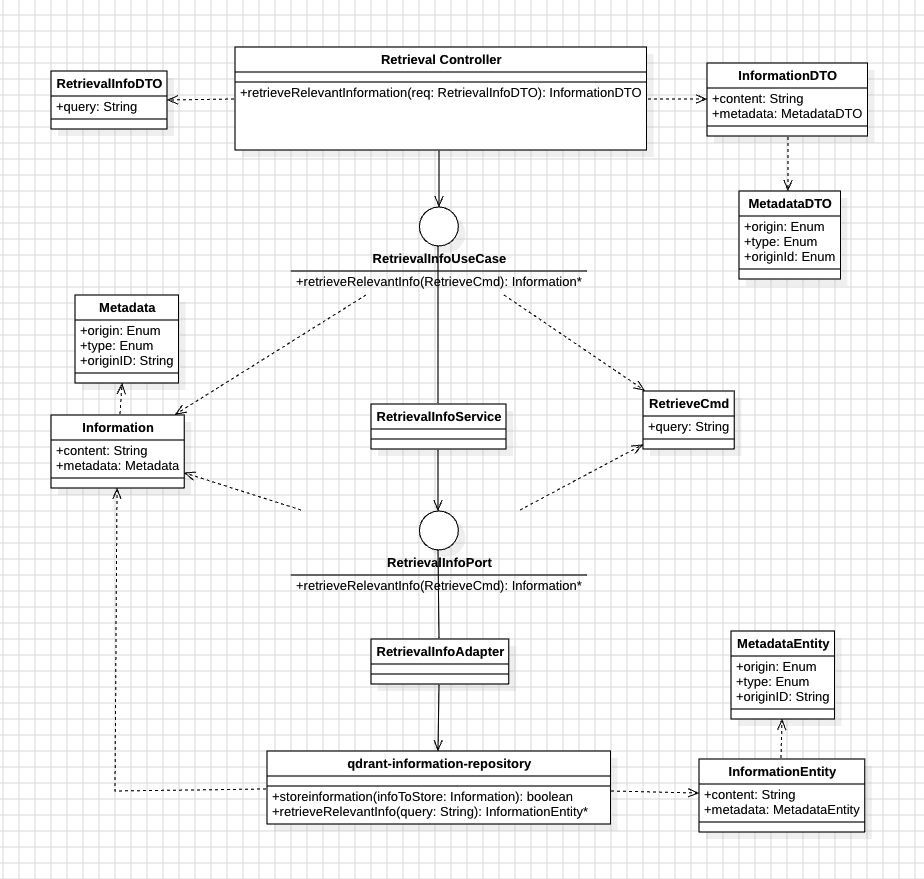 Retrieval Controller
+retrieveRelevantInformation(req: RetrievalInfoDTO): InformationDTO
RetrievalInfoDTO
+query: String
InformationDTO
+content: String
+metadata: MetadataDTO
MetadataDTO
+origin: Enum
+type: Enum
+originId: Enum
RetrievalInfoUseCase
+retrieveRelevantInfo(RetrieveCmd): Information*
Metadata
+origin: Enum
+type: Enum
+originID: String
Information
+content: String
+metadata: Metadata
RetrievalInfoService
RetrieveCmd
+query: String
RetrievalInfoPort
+retrieveRelevantInfo(RetrieveCmd): Information*
RetrievalInfoAdapter
MetadataEntity
+origin: Enum
+type: Enum
+originID: String
qdrant-information-repository
+storeinformation(infoToStore: Information): boolean
+retrieveRelevantInfo(query: String): InformationEntity*
InformationEntity
+content: String
+metadata: MetadataEntity